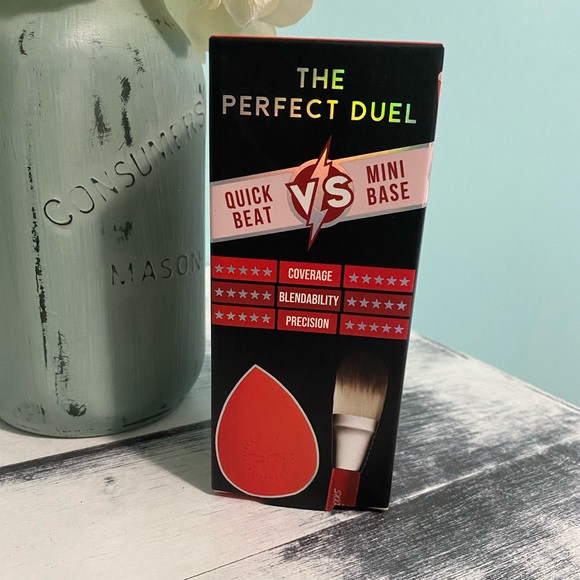 THE
PERFECT DUEL
QUICK
BEAT
VS
MINI
BASE
★★★★★ COVERAGE ★★★★★
★★★★★ BLENDABILITY ★★★★★
★★★★★ PRECISION ★★★★★
CONSUMERS
MASON